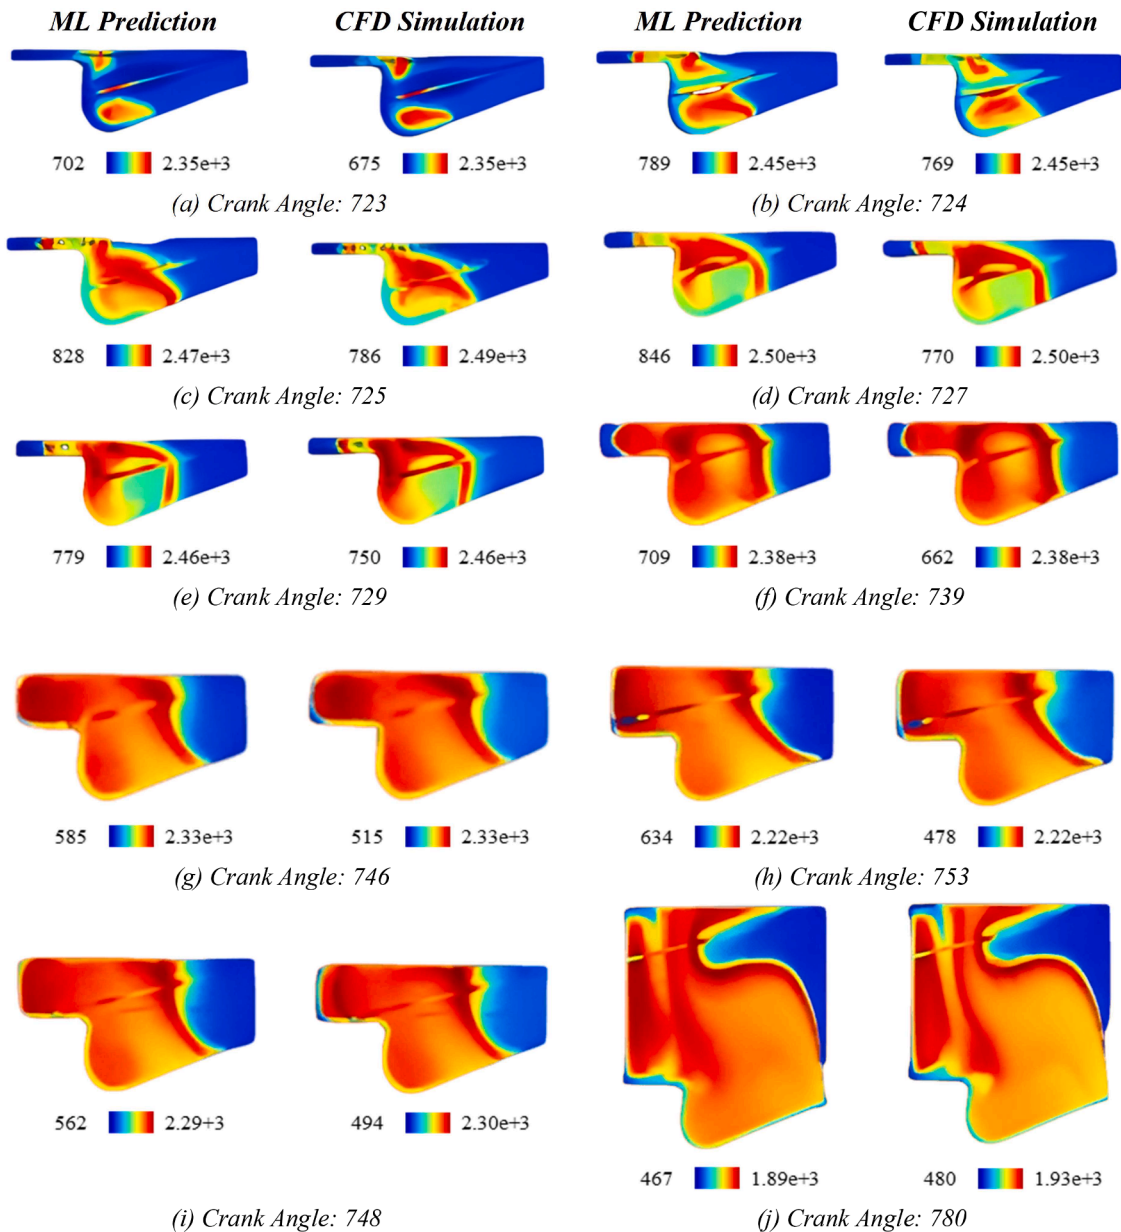 ML Prediction CFD Simulation ML Prediction CFD Simulation
702 2.35e+3 675 2.35e+3 789 2.45e+3 769 2.45e+3
(a) Crank Angle: 723 (b) Crank Angle: 724
828 2.47e+3 786 2.49e+3 846 2.50e+3 770 2.50e+3
(c) Crank Angle: 725 (d) Crank Angle: 727
779 2.46e+3 750 2.46e+3 709 2.38e+3 662 2.38e+3
(e) Crank Angle: 729 (f) Crank Angle: 739
585 2.33e+3 515 2.33e+3 634 2.22e+3 478 2.22e+3
(g) Crank Angle: 746 (h) Crank Angle: 753
562 2.29+3 494 2.30e+3
467 1.89e+3 480 1.93e+3
(i) Crank Angle: 748 (j) Crank Angle: 780